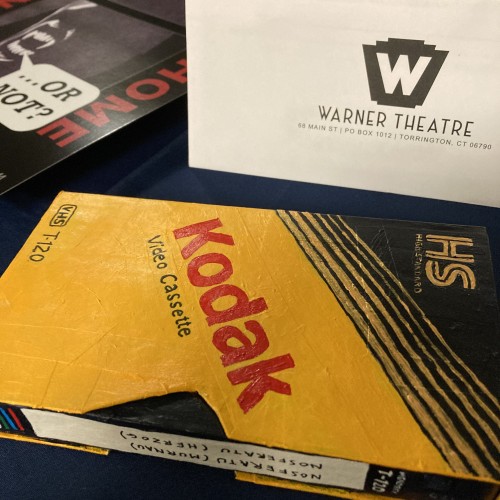 ...OR
NOT?
HOME
W
WARNER THEATRE
68 MAIN ST | PO BOX 1012 | TORRINGTON, CT 06790
VHS T-120
Kodak
Video Cassette
HS
HIGH STANDARD
NOSFERATU (MURNAU)
NOSFERATU (HERZOG)
T-120